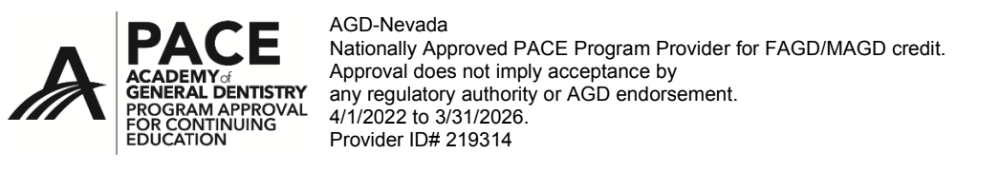 PACE
ACADEMY of
GENERAL DENTISTRY
PROGRAM APPROVAL
FOR CONTINUING
EDUCATION
AGD-Nevada
Nationally Approved PACE Program Provider for FAGD/MAGD credit.
Approval does not imply acceptance by
any regulatory authority or AGD endorsement.
4/1/2022 to 3/31/2026.
Provider ID# 219314